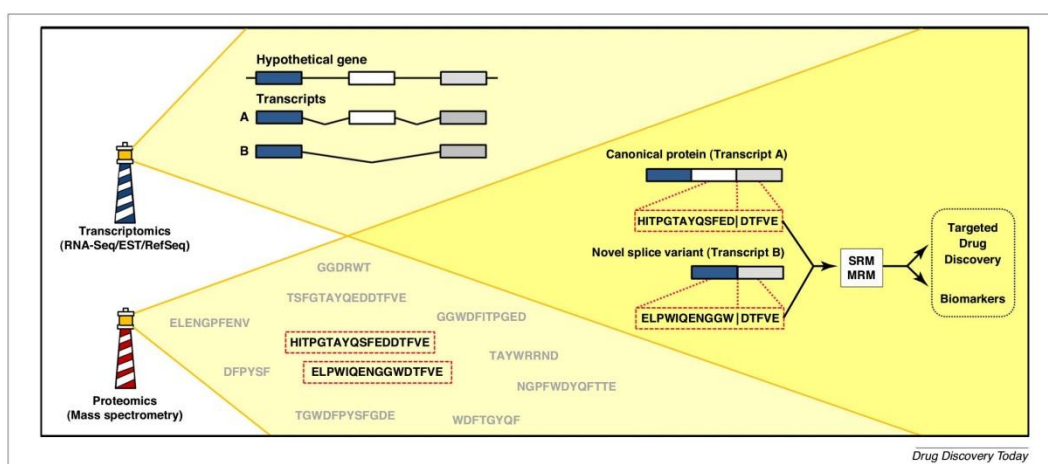 Hypothetical gene
Transcripts
A
B
Transcriptomics
(RNA-Seq/EST/RefSeq)
Canonical protein (Transcript A)
HITPGTAYQSFED|DTFVE
Novel splice variant (Transcript B)
ELPWIQENGGW|DTFVE
SRM
MRM
Targeted
Drug
Discovery
Biomarkers
GGDRWT
TSFGTAYQEDDTFVE
ELENGPFENV
GGWDFITPGED
HITPGTAYQSFEDDTFVE
TAYWRRND
DFPYSF
ELPWIQENGGWDTFVE
NGPFWDYQFTTE
TGWDFPYSFGDE
WDFTGYQF
Proteomics
(Mass spectrometry)
Drug Discovery Today